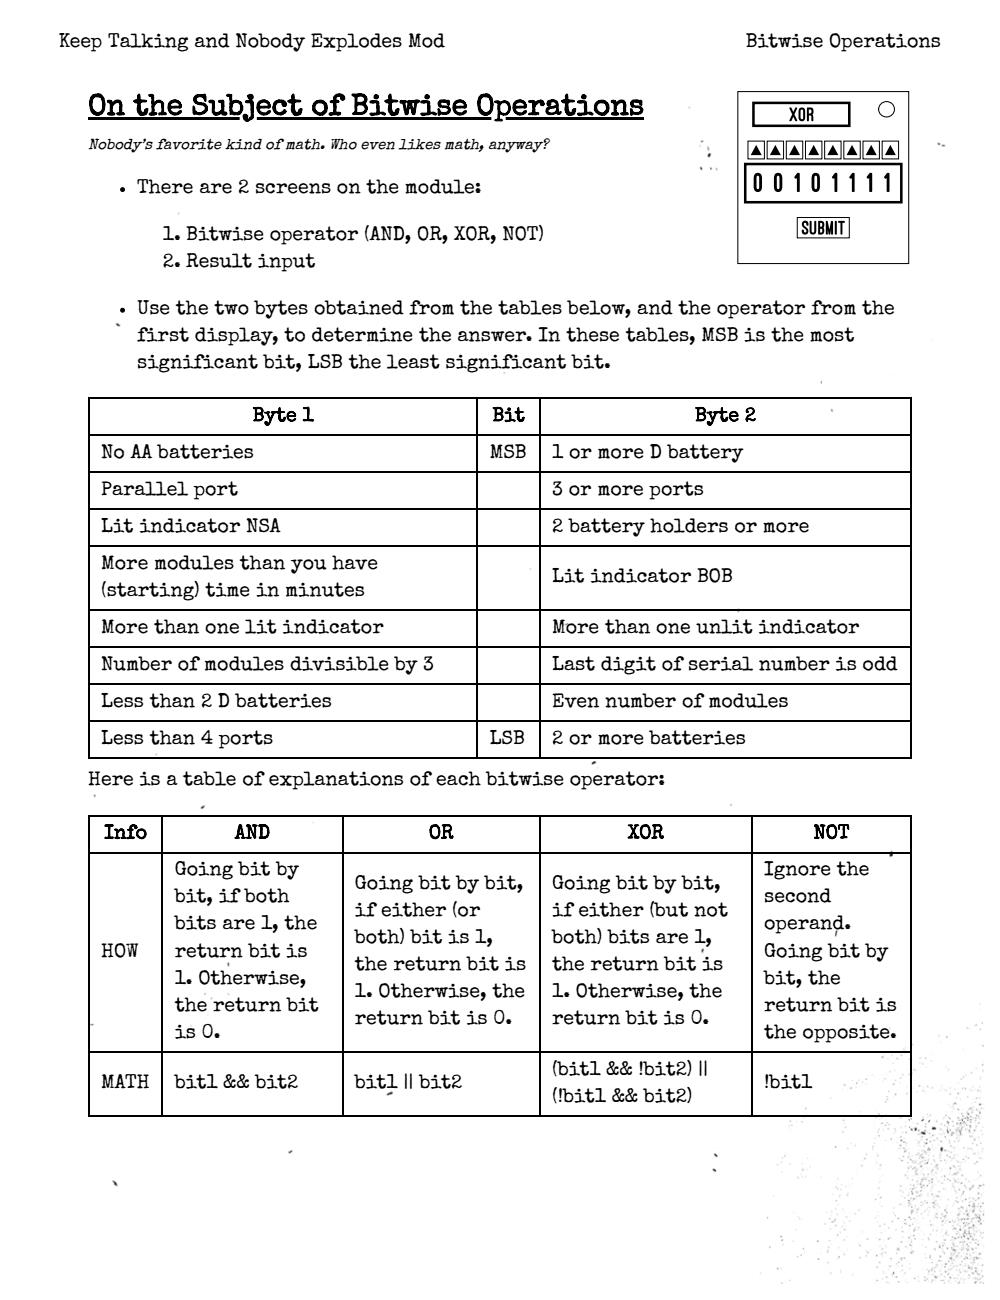 Keep Talking and Nobody Explodes Mod
Bitwise Operations
On the Subject of Bitwise Operations
Nobody's favorite kind of math. Who even likes math, anyway?
XOR
▲▲▲▲▲▲▲▲
0 0 1 0 1 1 1 1
SUBMIT
• There are 2 screens on the module:
1. Bitwise operator (AND, OR, XOR, NOT)
2. Result input
• Use the two bytes obtained from the tables below, and the operator from the
first display, to determine the answer. In these tables, MSB is the most
significant bit, LSB the least significant bit.
Byte 1 Bit Byte 2
No AA batteries MSB 1 or more D battery
Parallel port 3 or more ports
Lit indicator NSA 2 battery holders or more
More modules than you have
(starting) time in minutes
Lit indicator BOB
More than one lit indicator More than one unlit indicator
Number of modules divisible by 3 Last digit of serial number is odd
Less than 2 D batteries Even number of modules
Less than 4 ports LSB 2 or more batteries
Here is a table of explanations of each bitwise operator:
Info AND OR XOR NOT
HOW
Going bit by
bit, if both
bits are 1, the
return bit is
1. Otherwise,
the return bit
is 0.
Going bit by bit,
if either (or
both) bit is 1,
the return bit is
1. Otherwise, the
return bit is 0.
Going bit by bit,
if either (but not
both) bits are 1,
the return bit is
1. Otherwise, the
return bit is 0.
Ignore the
second
operand.
Going bit by
bit, the
return bit is
the opposite.
MATH
bit1 && bit2
bit1 || bit2
(bit1 && !bit2) ||
(!bit1 && bit2)
!bit1